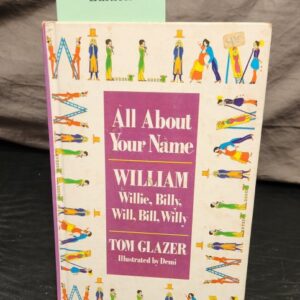 All About
Your Name
WILLIAM
Willie, Billy,
Will, Bill, Willy
TOM GLAZER
Illustrated by Demi